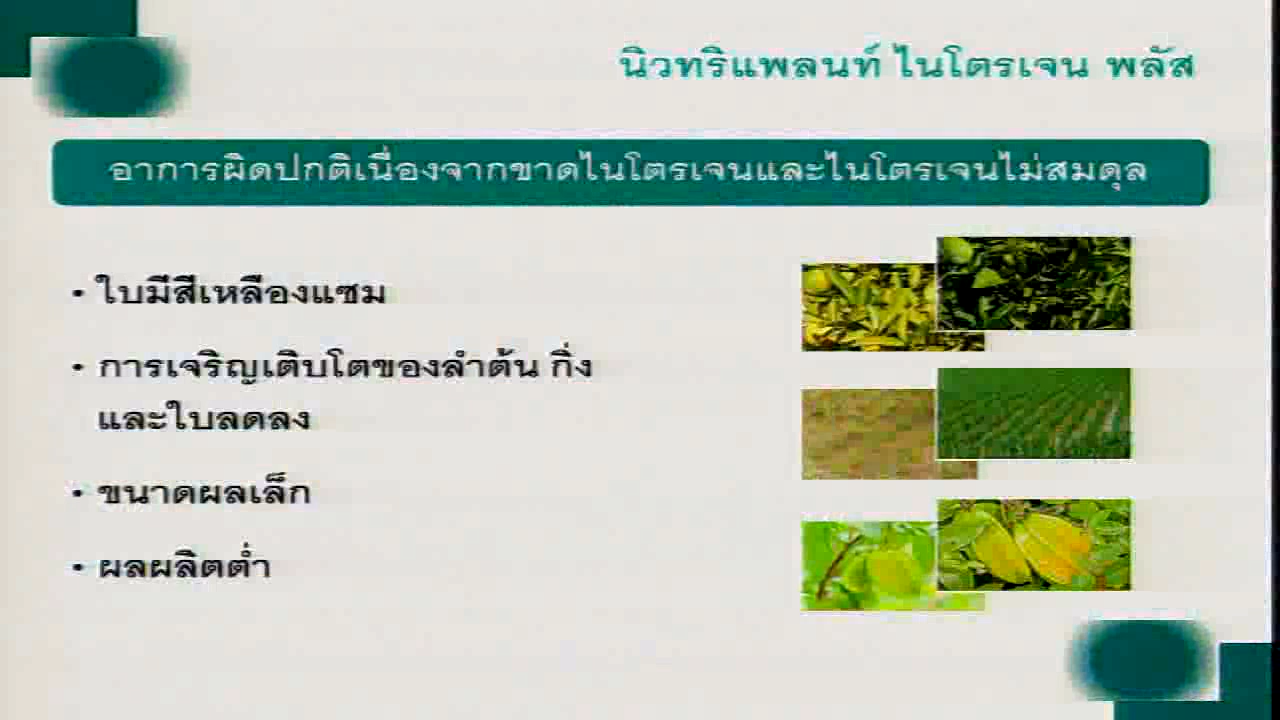 นิวทริแพลนท์ ไนโตรเจน พลัส
อาการผิดปกติเนื่องจากขาดไนโตรเจนและไนโตรเจนไม่สมดุล
• ใบมีสีเหลืองแซม
• การเจริญเติบโตของลำต้น กิ่ง
และใบลดลง
• ขนาดผลเล็ก
• ผลผลิตต่ำ